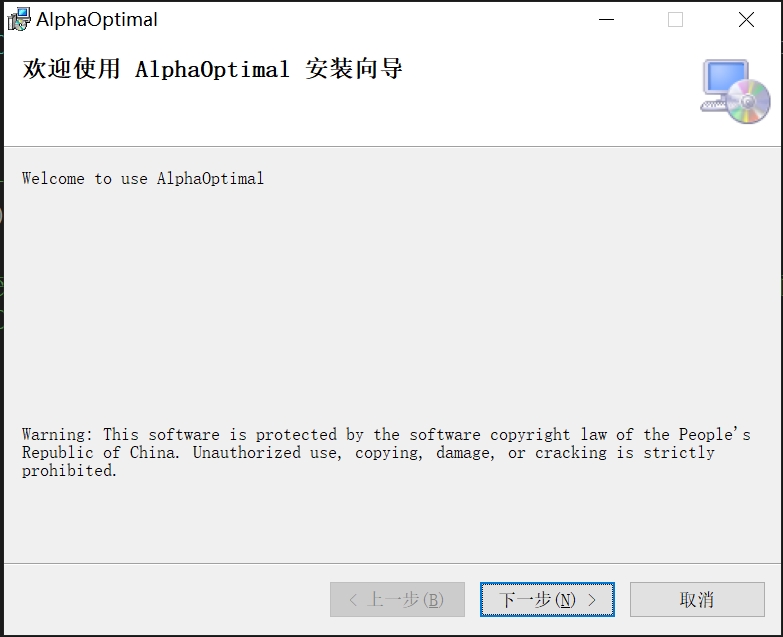 AlphaOptimal
欢迎使用 AlphaOptimal 安装向导
Welcome to use AlphaOptimal
Warning: This software is protected by the software copyright law of the People's
Republic of China. Unauthorized use, copying, damage, or cracking is strictly
prohibited.
< 上一步(B)
下一步(N) >
取消